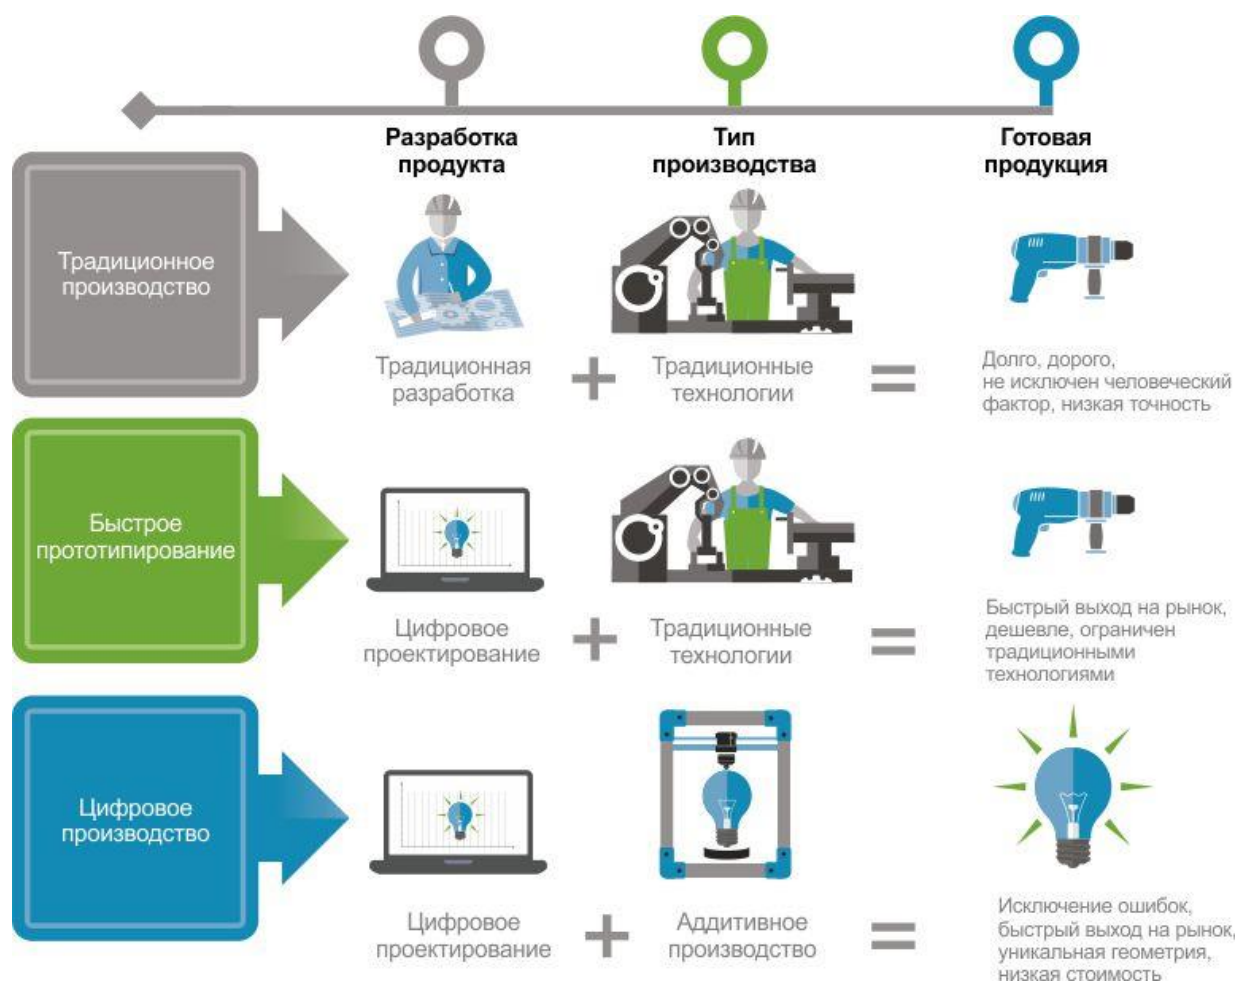 Разработка
продукта
Тип
производства
Готовая
продукция
Традиционное
производство
Традиционная
разработка
+
Традиционные
технологии
=
Долго, дорого,
не исключен человеческий
фактор, низкая точность
Быстрое
прототипирование
Цифровое
проектирование
+
Традиционные
технологии
=
Быстрый выход на рынок,
дешевле, ограничен
традиционными
технологиями
Цифровое
производство
Цифровое
проектирование
+
Аддитивное
производство
=
Исключение ошибок,
быстрый выход на рынок,
уникальная геометрия,
низкая стоимость